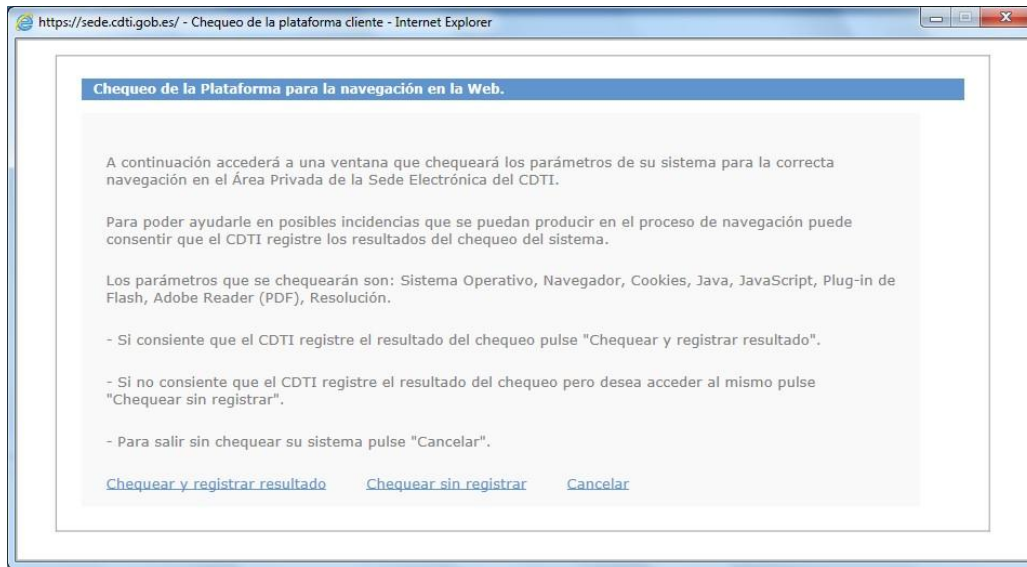 https://sede.cdti.gob.es/ - Chequeo de la plataforma cliente - Internet Explorer
Chequeo de la Plataforma para la navegación en la Web.
A continuación accederá a una ventana que chequeará los parámetros de su sistema para la correcta
navegación en el Área Privada de la Sede Electrónica del CDTI.
Para poder ayudarle en posibles incidencias que se puedan producir en el proceso de navegación puede
consentir que el CDTI registre los resultados del chequeo del sistema.
Los parámetros que se chequearán son: Sistema Operativo, Navegador, Cookies, Java, JavaScript, Plug-in de
Flash, Adobe Reader (PDF), Resolución.
- Si consiente que el CDTI registre el resultado del chequeo pulse "Chequear y registrar resultado".
- Si no consiente que el CDTI registre el resultado del chequeo pero desea acceder al mismo pulse
"Chequear sin registrar".
- Para salir sin chequear su sistema pulse "Cancelar".
Chequear y registrar resultado Chequear sin registrar Cancelar